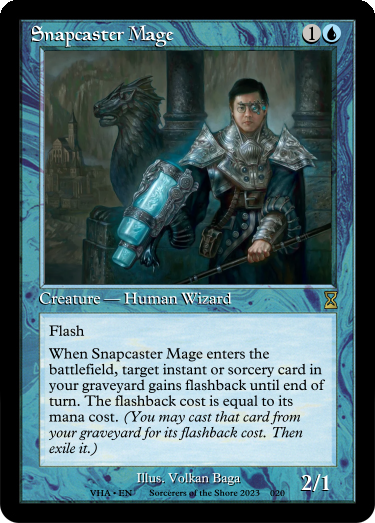 Snapcaster Mage 1
Creature — Human Wizard
Flash
When Snapcaster Mage enters the
battlefield, target instant or sorcery card in
your graveyard gains flashback until end of
turn. The flashback cost is equal to its
mana cost. (You may cast that card from
your graveyard for its flashback cost. Then
exile it.)
Illus. Volkan Baga
2/1
VHA • EN Sorcerers of the Shore 2023 020